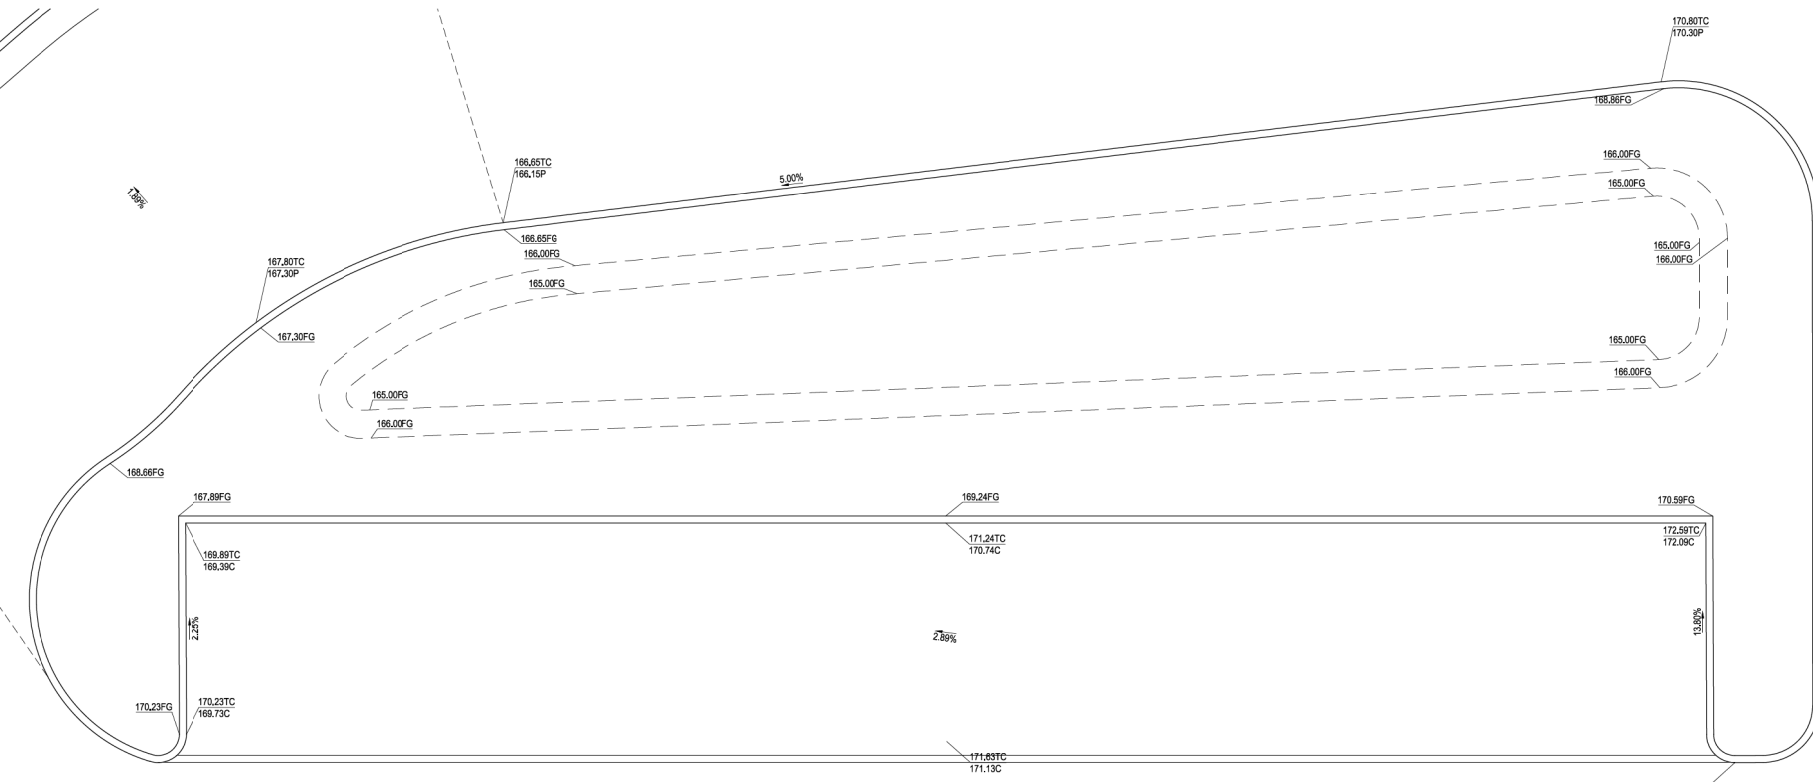 170.80TC
170.30P
168.86FG
166.65TC
166.15P
5.00%
166.00FG
165.00FG
1.89%
166.65FG
166.00FG
165.00FG
166.00FG
167.80TC
167.30P
165.00FG
167.30FG
165.00FG
166.00FG
165.00FG
166.00FG
168.66FG
167.89FG
169.24FG
170.59FG
169.89TC
169.39C
171.24TC
170.74C
172.59TC
172.09C
2.25%
2.89%
13.80%
170.23FG
170.23TC
169.73C
171.63TC
171.13C